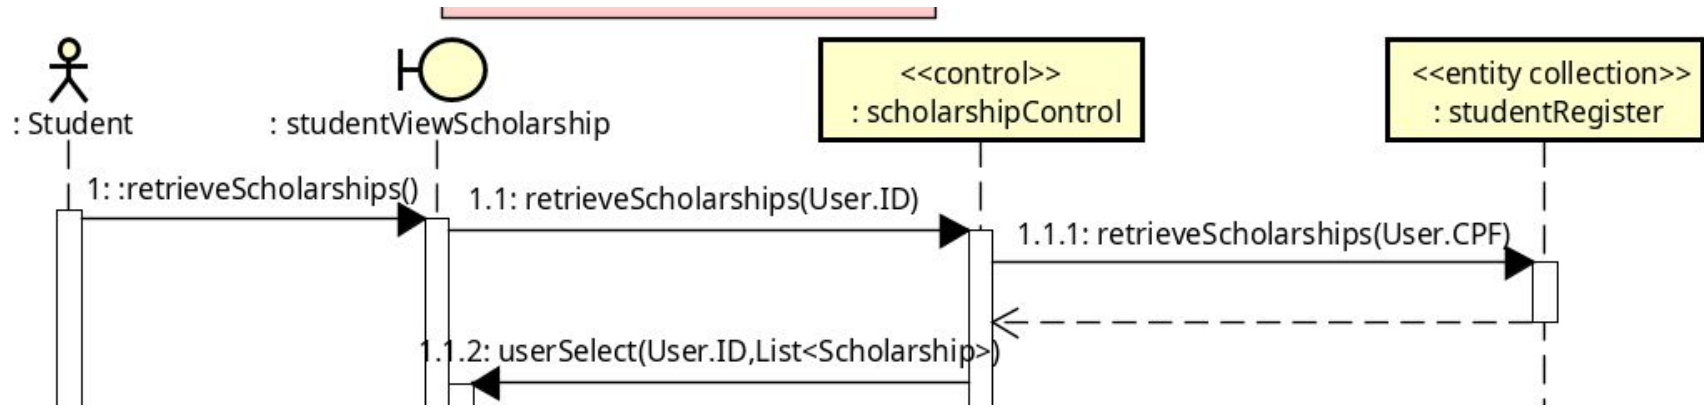 <<control>>
: scholarshipControl
<<entity collection>>
: studentRegister
: Student
: studentViewScholarship
1: :retrieveScholarships()
1.1: retrieveScholarships(User.ID)
1.1.1: retrieveScholarships(User.CPF)
1.1.2: userSelect(User.ID,List<Scholarship>)